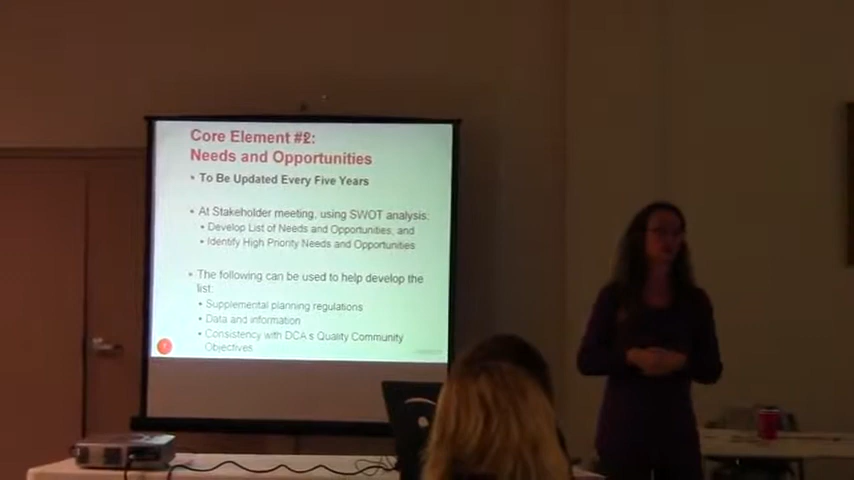 Core Element #2:
Needs and Opportunities
• To Be Updated Every Five Years
• At Stakeholder meeting, using SWOT analysis:
• Develop List of Needs and Opportunities, and
• Identify High Priority Needs and Opportunities
• The following can be used to help develop the
list:
• Supplemental planning regulations
• Data and information
• Consistency with DCA's Quality Community
Objectives